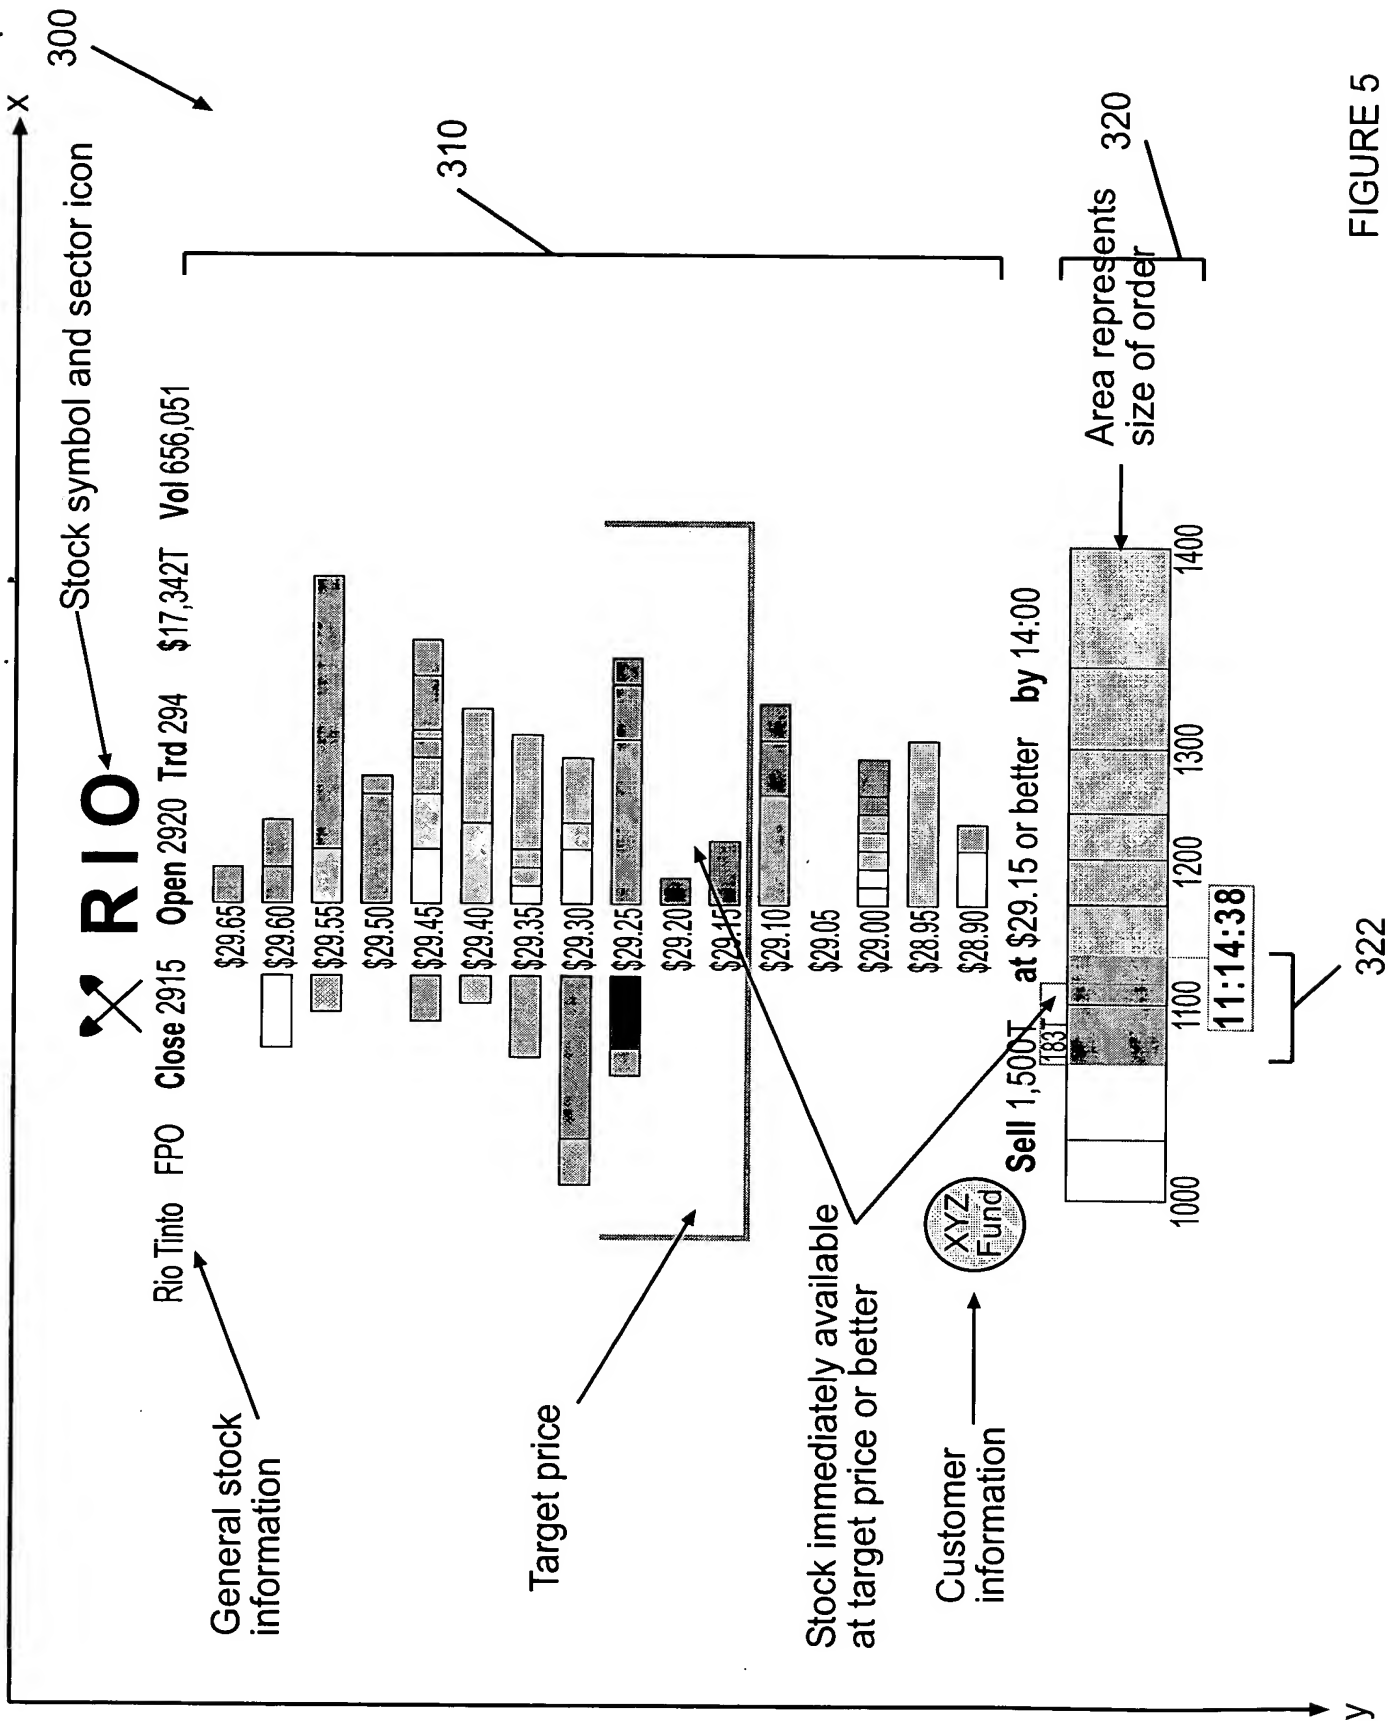 x
300
Stock symbol and sector icon
RIO
Rio Tinto FPO Close 2915 Open 2920 Trd 294 $17,342T Vol 656,051
General stock
information
310
$29.65
$29.60
$29.55
$29.50
$29.45
$29.40
$29.35
$29.30
$29.25
$29.20
$29.15
$29.10
$29.05
$29.00
$28.95
$28.90
Target price
Stock immediately available
at target price or better
Customer
information
XYZ
Fund
Sell 1,500T at $29.15 or better by 14:00
183T
Area represents
size of order
320
1000 1100 1200 1300 1400
11:14:38
322
y
FIGURE 5